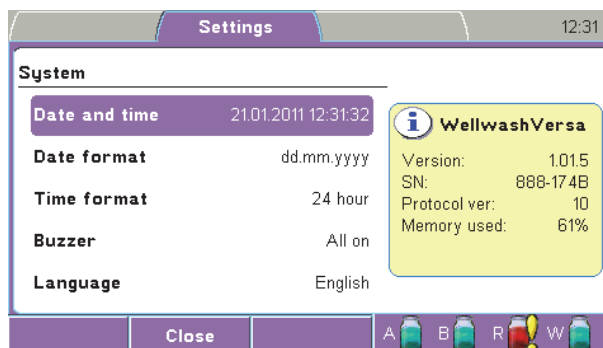 Settings 12:31
System
Date and time 21.01.2011 12:31:32
Date format dd.mm.yyyy
Time format 24 hour
Buzzer All on
Language English
WellwashVersa
Version: 1.01.5
SN: 888-174B
Protocol ver: 10
Memory used: 61%
Close A B R W